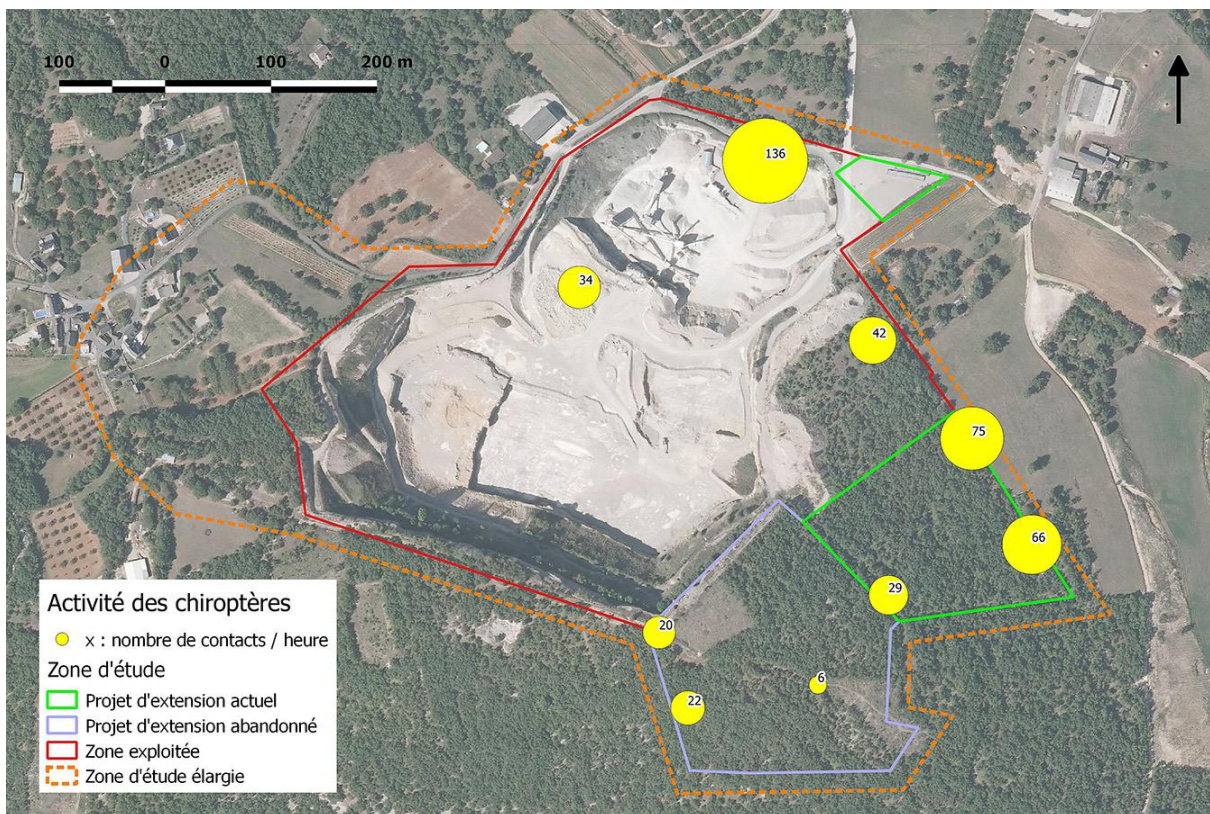 100 0 100 200 m
136
34
42
75
66
29
20
6
22
Activité des chiroptères
x : nombre de contacts / heure
Zone d'étude
Projet d'extension actuel
Projet d'extension abandonné
Zone exploitée
Zone d'étude élargie